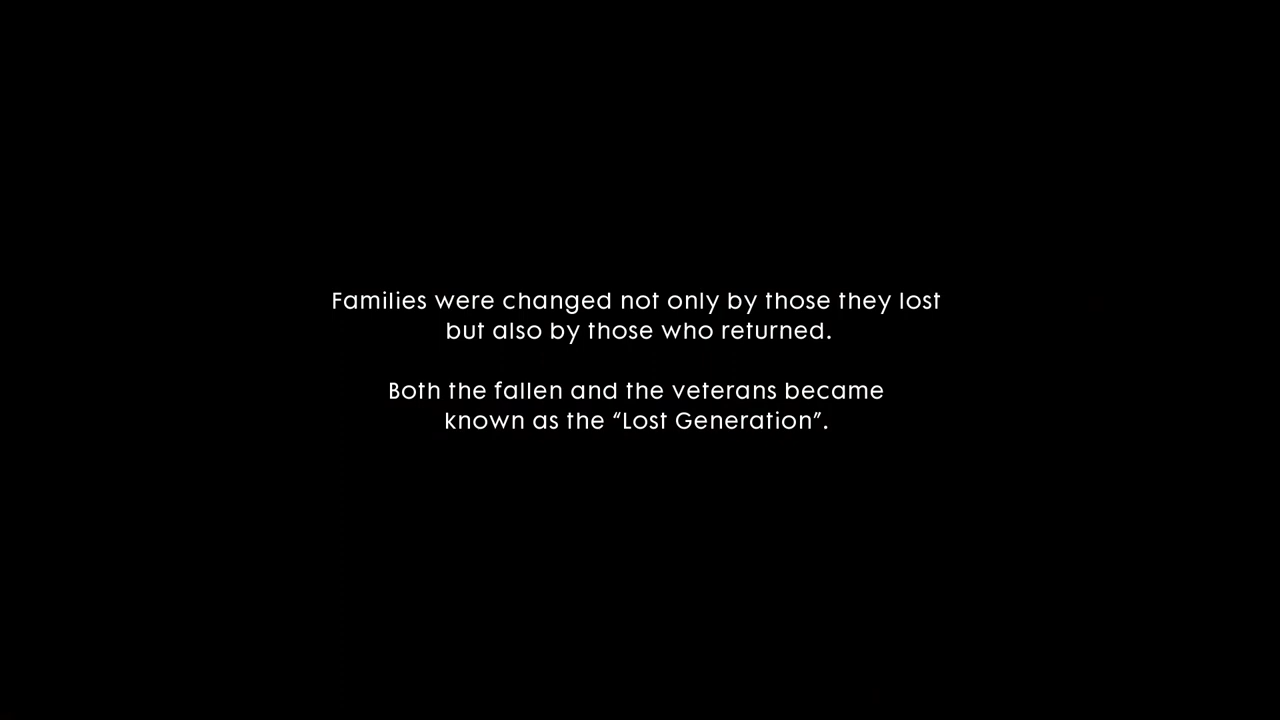 Families were changed not only by those they lost
but also by those who returned.
Both the fallen and the veterans became
known as the “Lost Generation”.